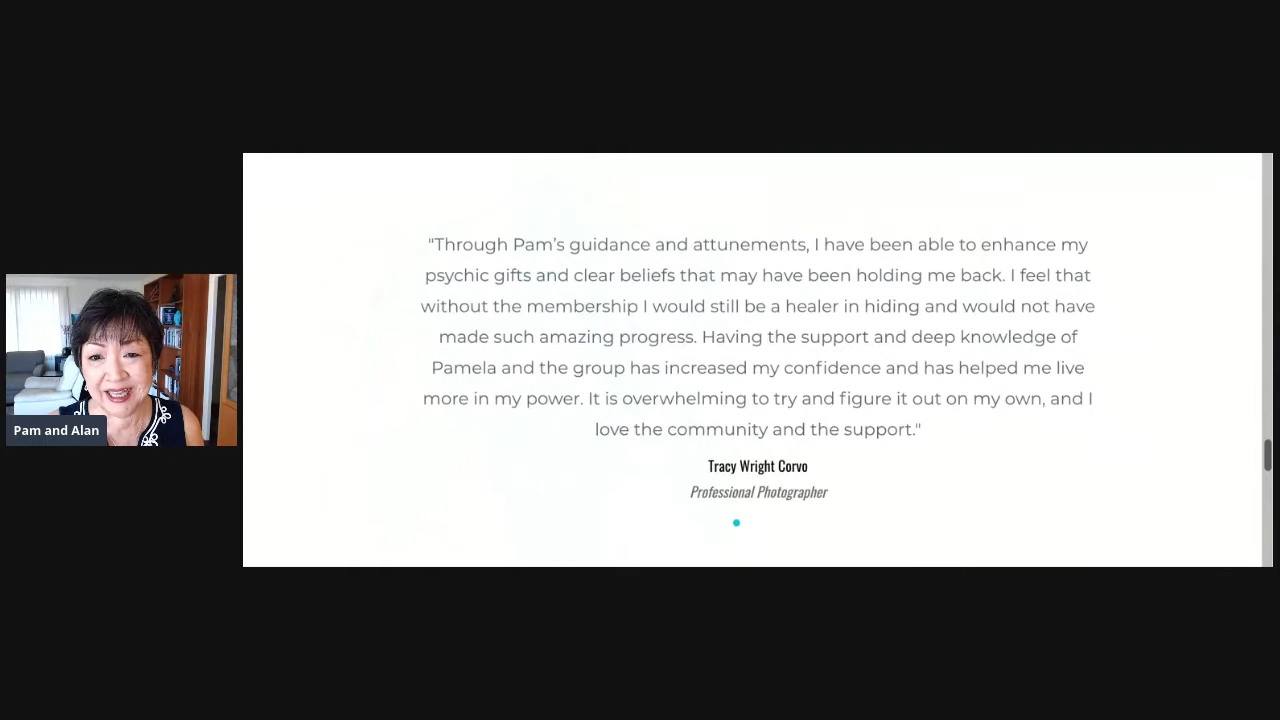 "Through Pam’s guidance and attunements, I have been able to enhance my
psychic gifts and clear beliefs that may have been holding me back. I feel that
without the membership I would still be a healer in hiding and would not have
made such amazing progress. Having the support and deep knowledge of
Pamela and the group has increased my confidence and has helped me live
more in my power. It is overwhelming to try and figure it out on my own, and I
love the community and the support."
Tracy Wright Corvo
Professional Photographer
Pam and Alan